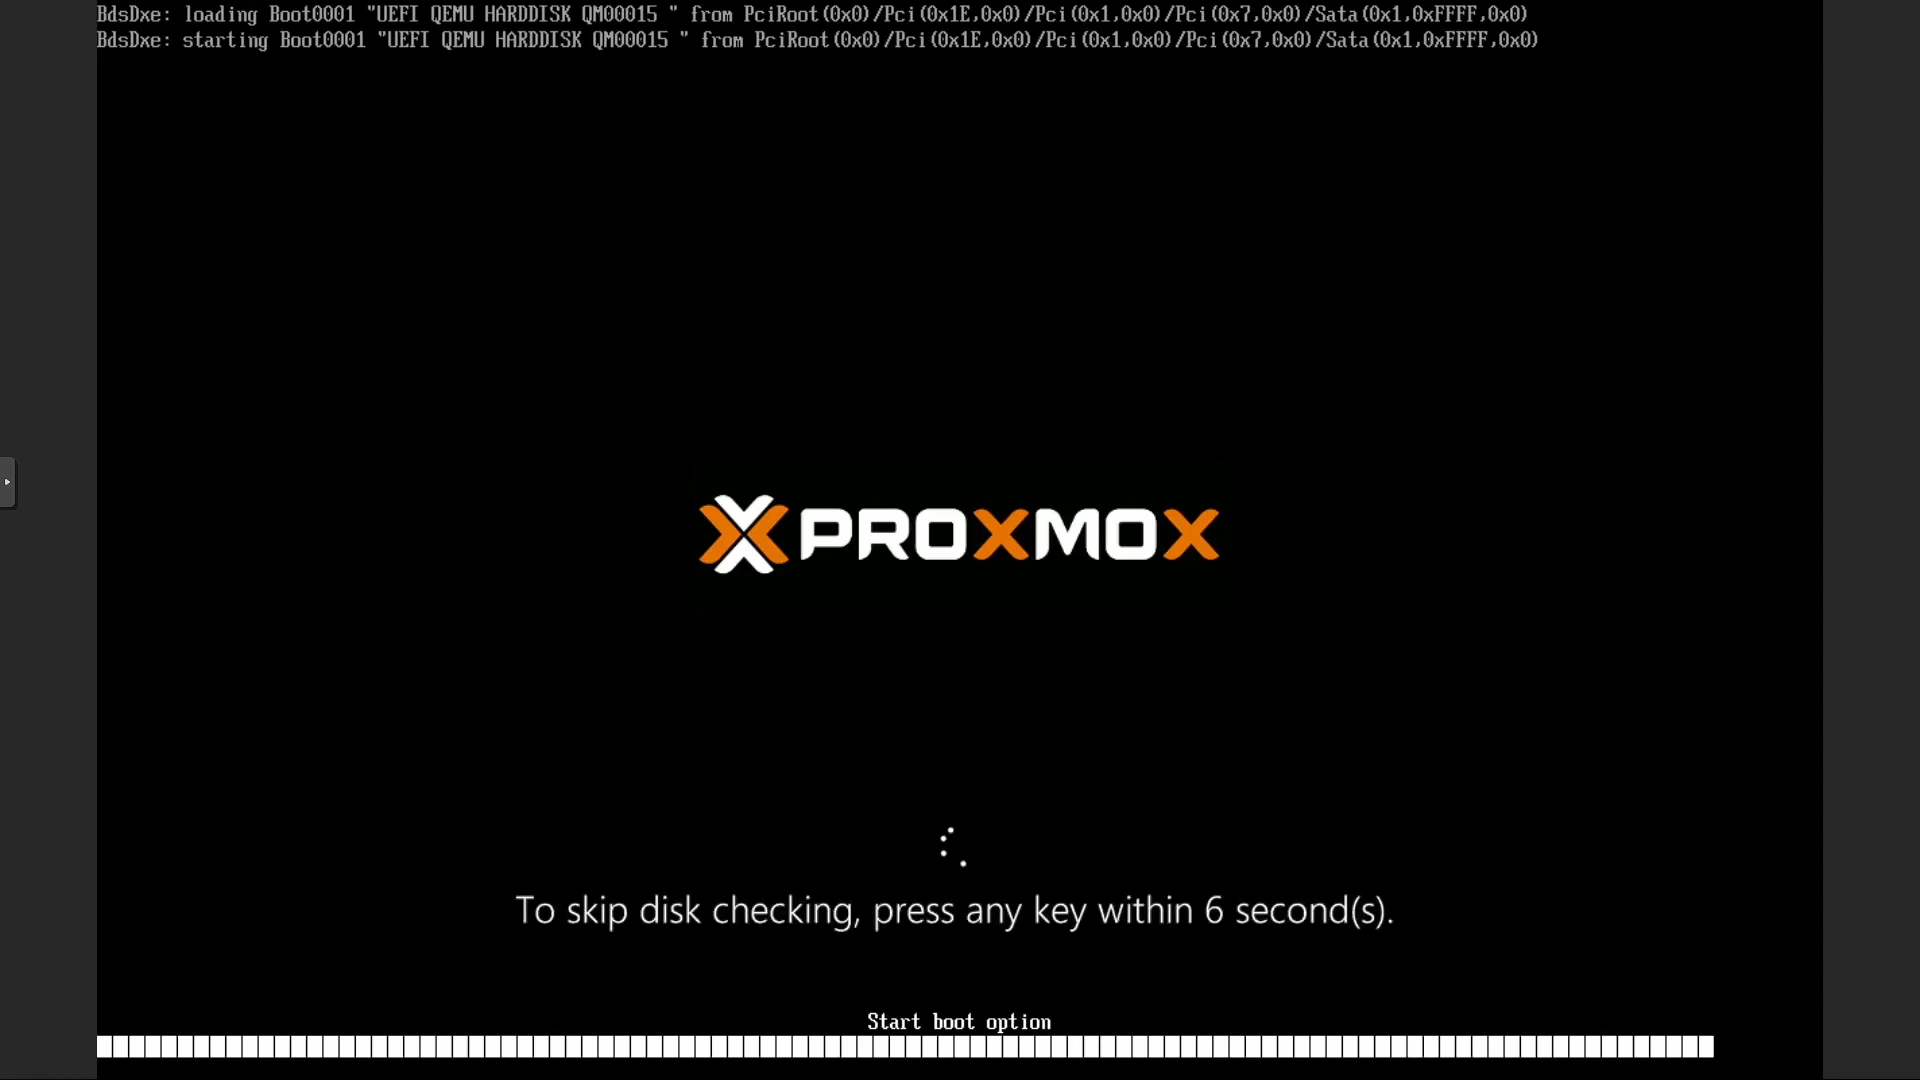 BdsDxe: loading Boot0001 "UEFI QEMU HARDDISK QM00015 " from PciRoot(0x0)/Pci(0x1E,0x0)/Pci(0x1,0x0)/Pci(0x7,0x0)/Sata(0x1,0xFFFF,0x0)
BdsDxe: starting Boot0001 "UEFI QEMU HARDDISK QM00015 " from PciRoot(0x0)/Pci(0x1E,0x0)/Pci(0x1,0x0)/Pci(0x7,0x0)/Sata(0x1,0xFFFF,0x0)
PROXMOX
To skip disk checking, press any key within 6 second(s).
Start boot option